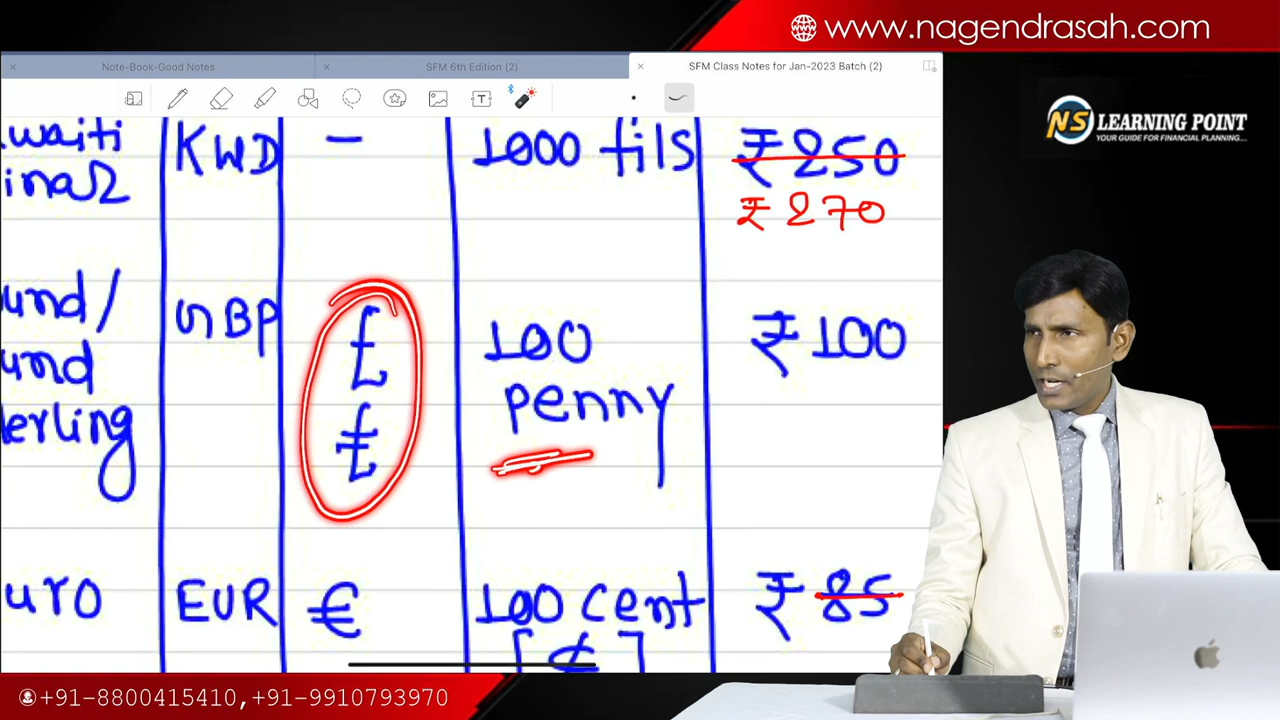 www.nagendrasah.com
Note-Book-Good Notes
SFM 6th Edition (2)
SFM Class Notes for Jan-2023 Batch (2)
NS LEARNING POINT
YOUR GUIDE FOR FINANCIAL PLANNING...
waiti KWD – 1000 fils ₹250
₹270
und/ GBP £ 100 ₹100
und penny
erling £
uro EUR € 100 cent ₹85
[¢]
+91-8800415410,+91-9910793970